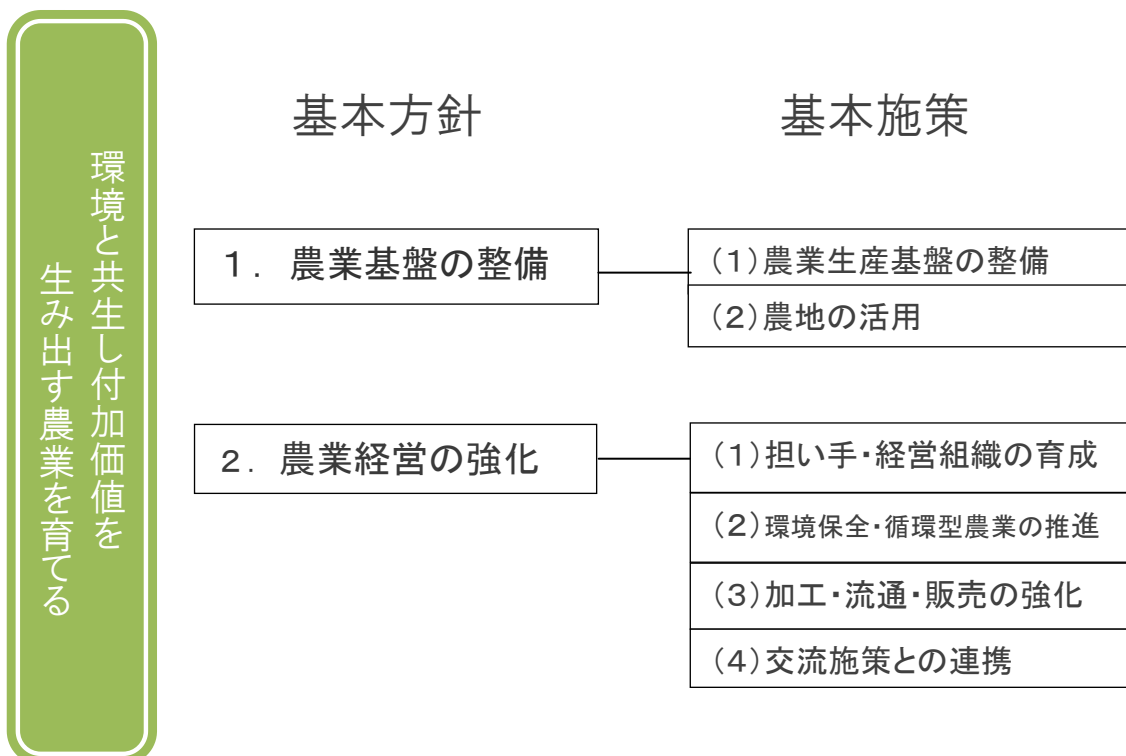 環境と共生し付加価値を
生み出す農業を育てる
基本方針
基本施策
１．農業基盤の整備
（１）農業生産基盤の整備
（２）農地の活用
２．農業経営の強化
（１）担い手・経営組織の育成
（２）環境保全・循環型農業の推進
（３）加工・流通・販売の強化
（４）交流施策との連携